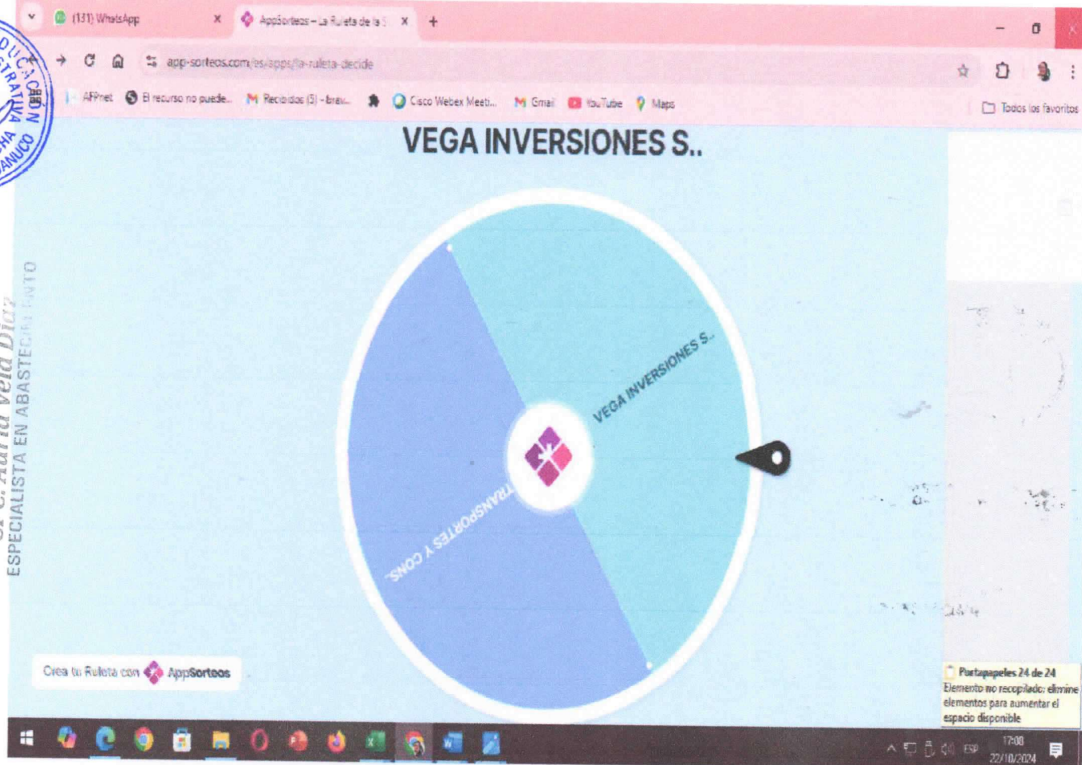 (131) WhatsApp
AppSorteos – La Ruleta de la S
app-sorteos.com/es/apps/la-ruleta-decide
AFPnet
El recurso no puede...
Recibidos (5) -
Cisco Webex Meeti...
Gmail
YouTube
Maps
Todos los favoritos
VEGA INVERSIONES S..
VEGA INVERSIONES S..
TRANSPORTES Y CONS..
Crea tu Ruleta con AppSorteos
Portapapeles 24 de 24
Elemento no recopilado: elimine
elementos para aumentar el
espacio disponible
ESP
17:08
22/10/2024
ESPECIALISTA EN ABASTECIMIENTO